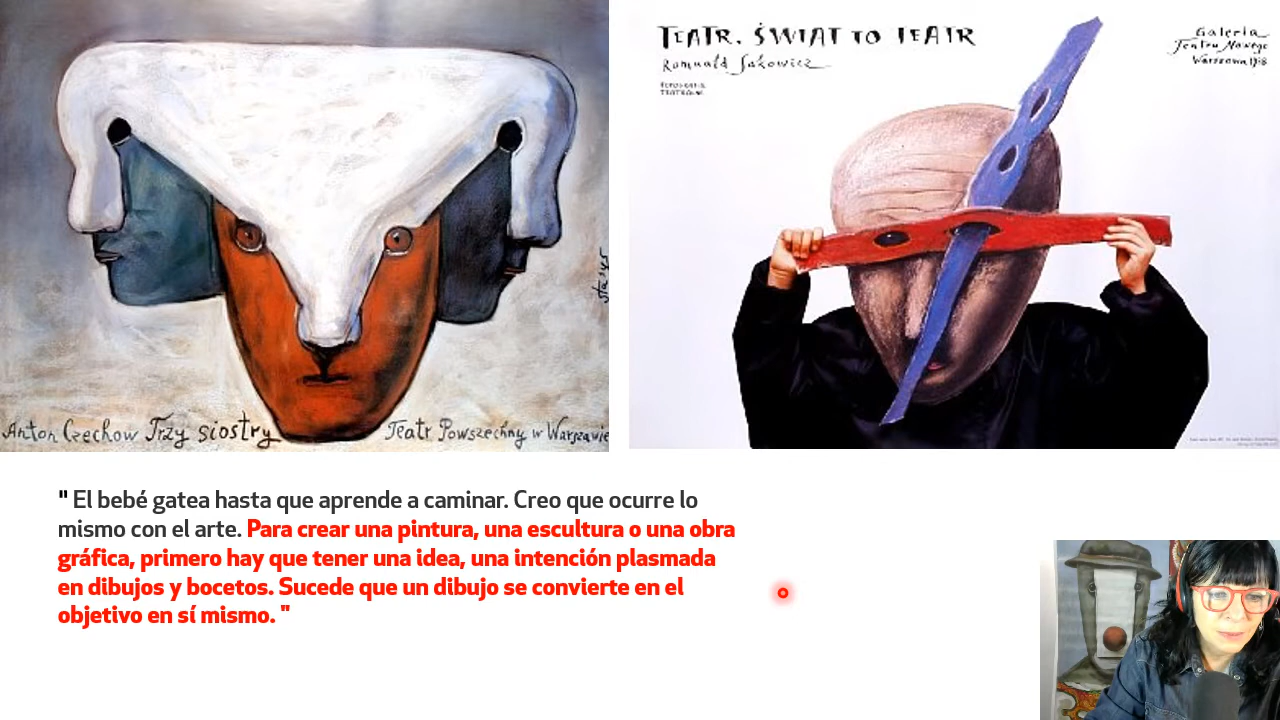 TEATR. ŚWIAT TO TEATR
Romuald Sakowicz
Galeria
Teatru Nowego
Warszawa
stasys
Anton Czechow Trzy siostry
Teatr Powszechny w Warszawie
" El bebé gatea hasta que aprende a caminar. Creo que ocurre lo
mismo con el arte. Para crear una pintura, una escultura o una obra
gráfica, primero hay que tener una idea, una intención plasmada
en dibujos y bocetos. Sucede que un dibujo se convierte en el
objetivo en sí mismo. "